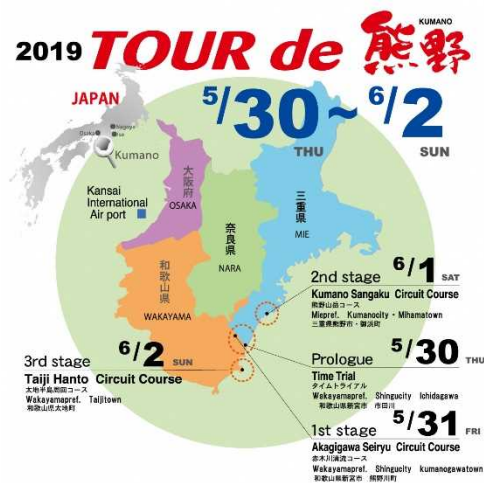 2019 TOUR de 熊野
KUMANO
JAPAN
5/30~6/2
THU
SUN
Nagoya
Osaka
Ise
Kumano
大阪府
OSAKA
三重県
MIE
Kansai
International
Air port
奈良県
NARA
和歌山県
WAKAYAMA
2nd stage 6/1 SAT
Kumano Sangaku Circuit Course
熊野山岳コース
Miepref. Kumanocity・Mihamatown
三重県熊野市・御浜町
Prologue 5/30 THU
Time Trial
タイムトライアル
Wakayamapref. Shingucity Ichidagawa
和歌山県新宮市 市田川
3rd stage 6/2 SUN
Taiji Hanto Circuit Course
太地半島周回コース
Wakayamapref. Taijitown
和歌山県太地町
1st stage 5/31 FRI
Akagigawa Seiryu Circuit Course
赤木川清流コース
Wakayamapref. Shingucity kumanogawatown
和歌山県新宮市 熊野川町